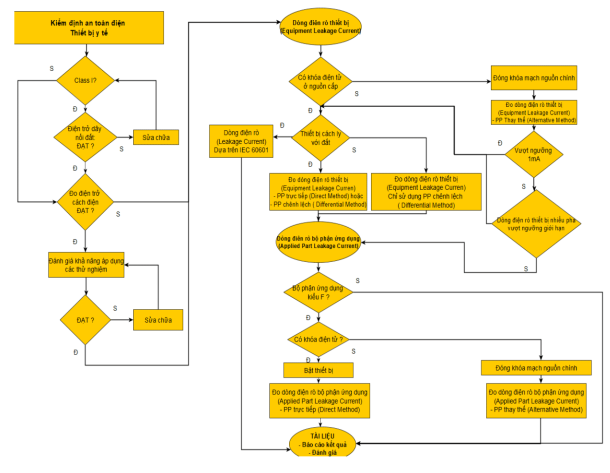 Kiểm định an toàn điện
Thiết bị y tế
S
Class I?
Đ
Điện trở dây
nối đất
ĐẠT ?
S
Sửa chữa
Đ
Đo điện trở
cách điện
ĐẠT ?
Đ
Đánh giá khả năng áp dụng
các thử nghiệm
ĐẠT ?
S
Sửa chữa
Đ
Dòng điện rò thiết bị
(Equipment Leakage Current)
Có khóa điện từ
ở nguồn cấp
S
Đ
Đóng khóa mạch nguồn chính
Đo dòng điện rò thiết bị
(Equipment Leakage Current)
- PP Thay thế (Alternative Method)
Đ
Vượt ngưỡng
1mA
S
Dòng điện rò thiết bị nhiều pha
vượt ngưỡng giới hạn
Đ
S
Dòng điện rò
(Leakage Current)
Dựa trên IEC 60601
Đ
Thiết bị cách ly
với đất
S
Đ
Đo dòng điện rò thiết bị
(Equipment Leakage Current)
- PP trực tiếp (Direct Method) hoặc
- PP chênh lệch ( Differential Method)
Đo dòng điện rò thiết bị
(Equipment Leakage Current)
Chỉ sử dụng PP chênh lệch
( Differential Method)
Dòng điện rò bộ phận ứng dụng
(Applied Part Leakage Current)
Bộ phận ứng dụng
kiểu F ?
S
Đ
Có khóa điện từ ?
S
Đ
Bật thiết bị
Đo dòng điện rò bộ phận ứng dụng
(Applied Part Leakage Current)
- PP trực tiếp (Direct Method)
Đóng khóa mạch nguồn chính
Đo dòng điện rò bộ phận ứng dụng
(Applied Part Leakage Current)
- PP thay thế (Alternative Method)
TÀI LIỆU
- Báo cáo kết quả
- Đánh giá